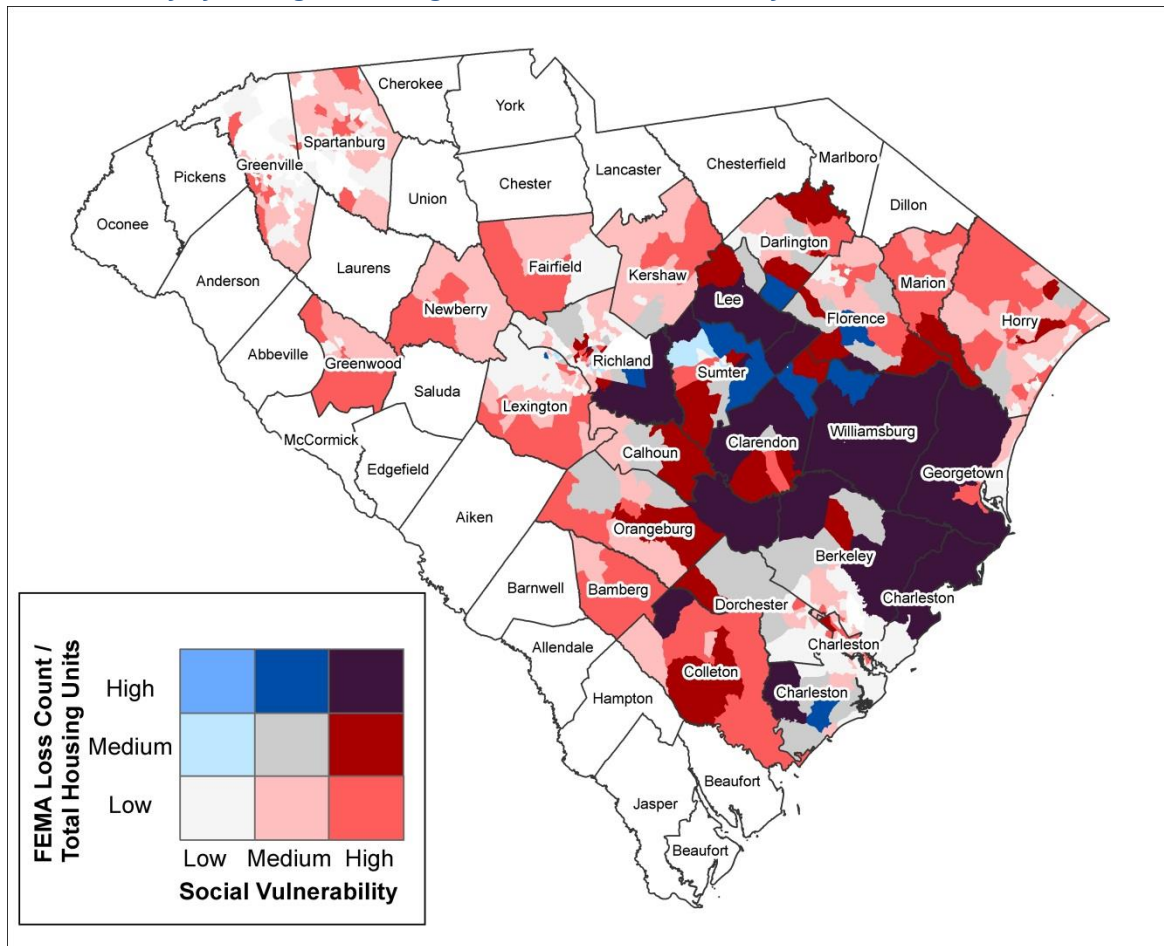 Cherokee
York
Spartanburg
Greenville
Pickens
Oconee
Union
Chester
Lancaster
Chesterfield
Marlboro
Dillon
Darlington
Anderson
Laurens
Fairfield
Kershaw
Lee
Florence
Marion
Horry
Newberry
Abbeville
Greenwood
Richland
Sumter
Saluda
Lexington
McCormick
Edgefield
Calhoun
Clarendon
Williamsburg
Georgetown
Aiken
Orangeburg
Berkeley
Barnwell
Bamberg
Dorchester
Charleston
Allendale
Charleston
Colleton
Charleston
Hampton
Beaufort
Jasper
Beaufort
FEMA Loss Count /
Total Housing Units
High
Medium
Low
Low Medium High
Social Vulnerability